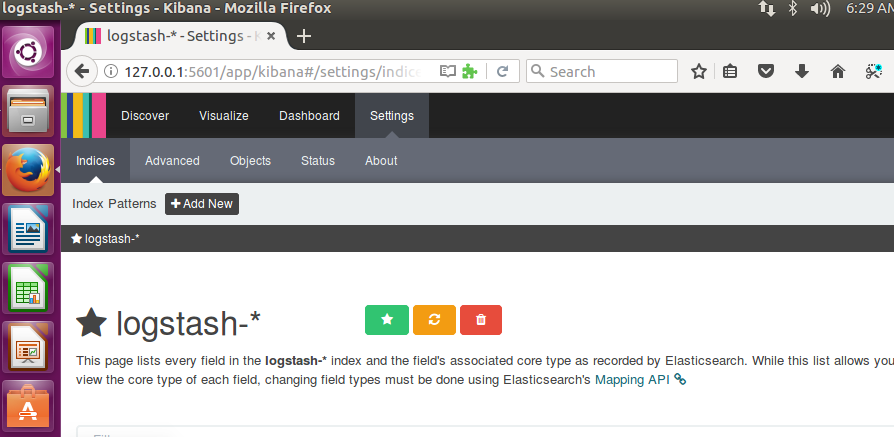 logstash-* - Settings - Kibana - Mozilla Firefox
6:29 AM
logstash-* - Settings - K
127.0.0.1:5601/app/kibana#/settings/indice
Search
Discover Visualize Dashboard Settings
Indices Advanced Objects Status About
Index Patterns Add New
logstash-*
logstash-*
This page lists every field in the logstash-* index and the field's associated core type as recorded by Elasticsearch. While this list allows you
view the core type of each field, changing field types must be done using Elasticsearch's Mapping API